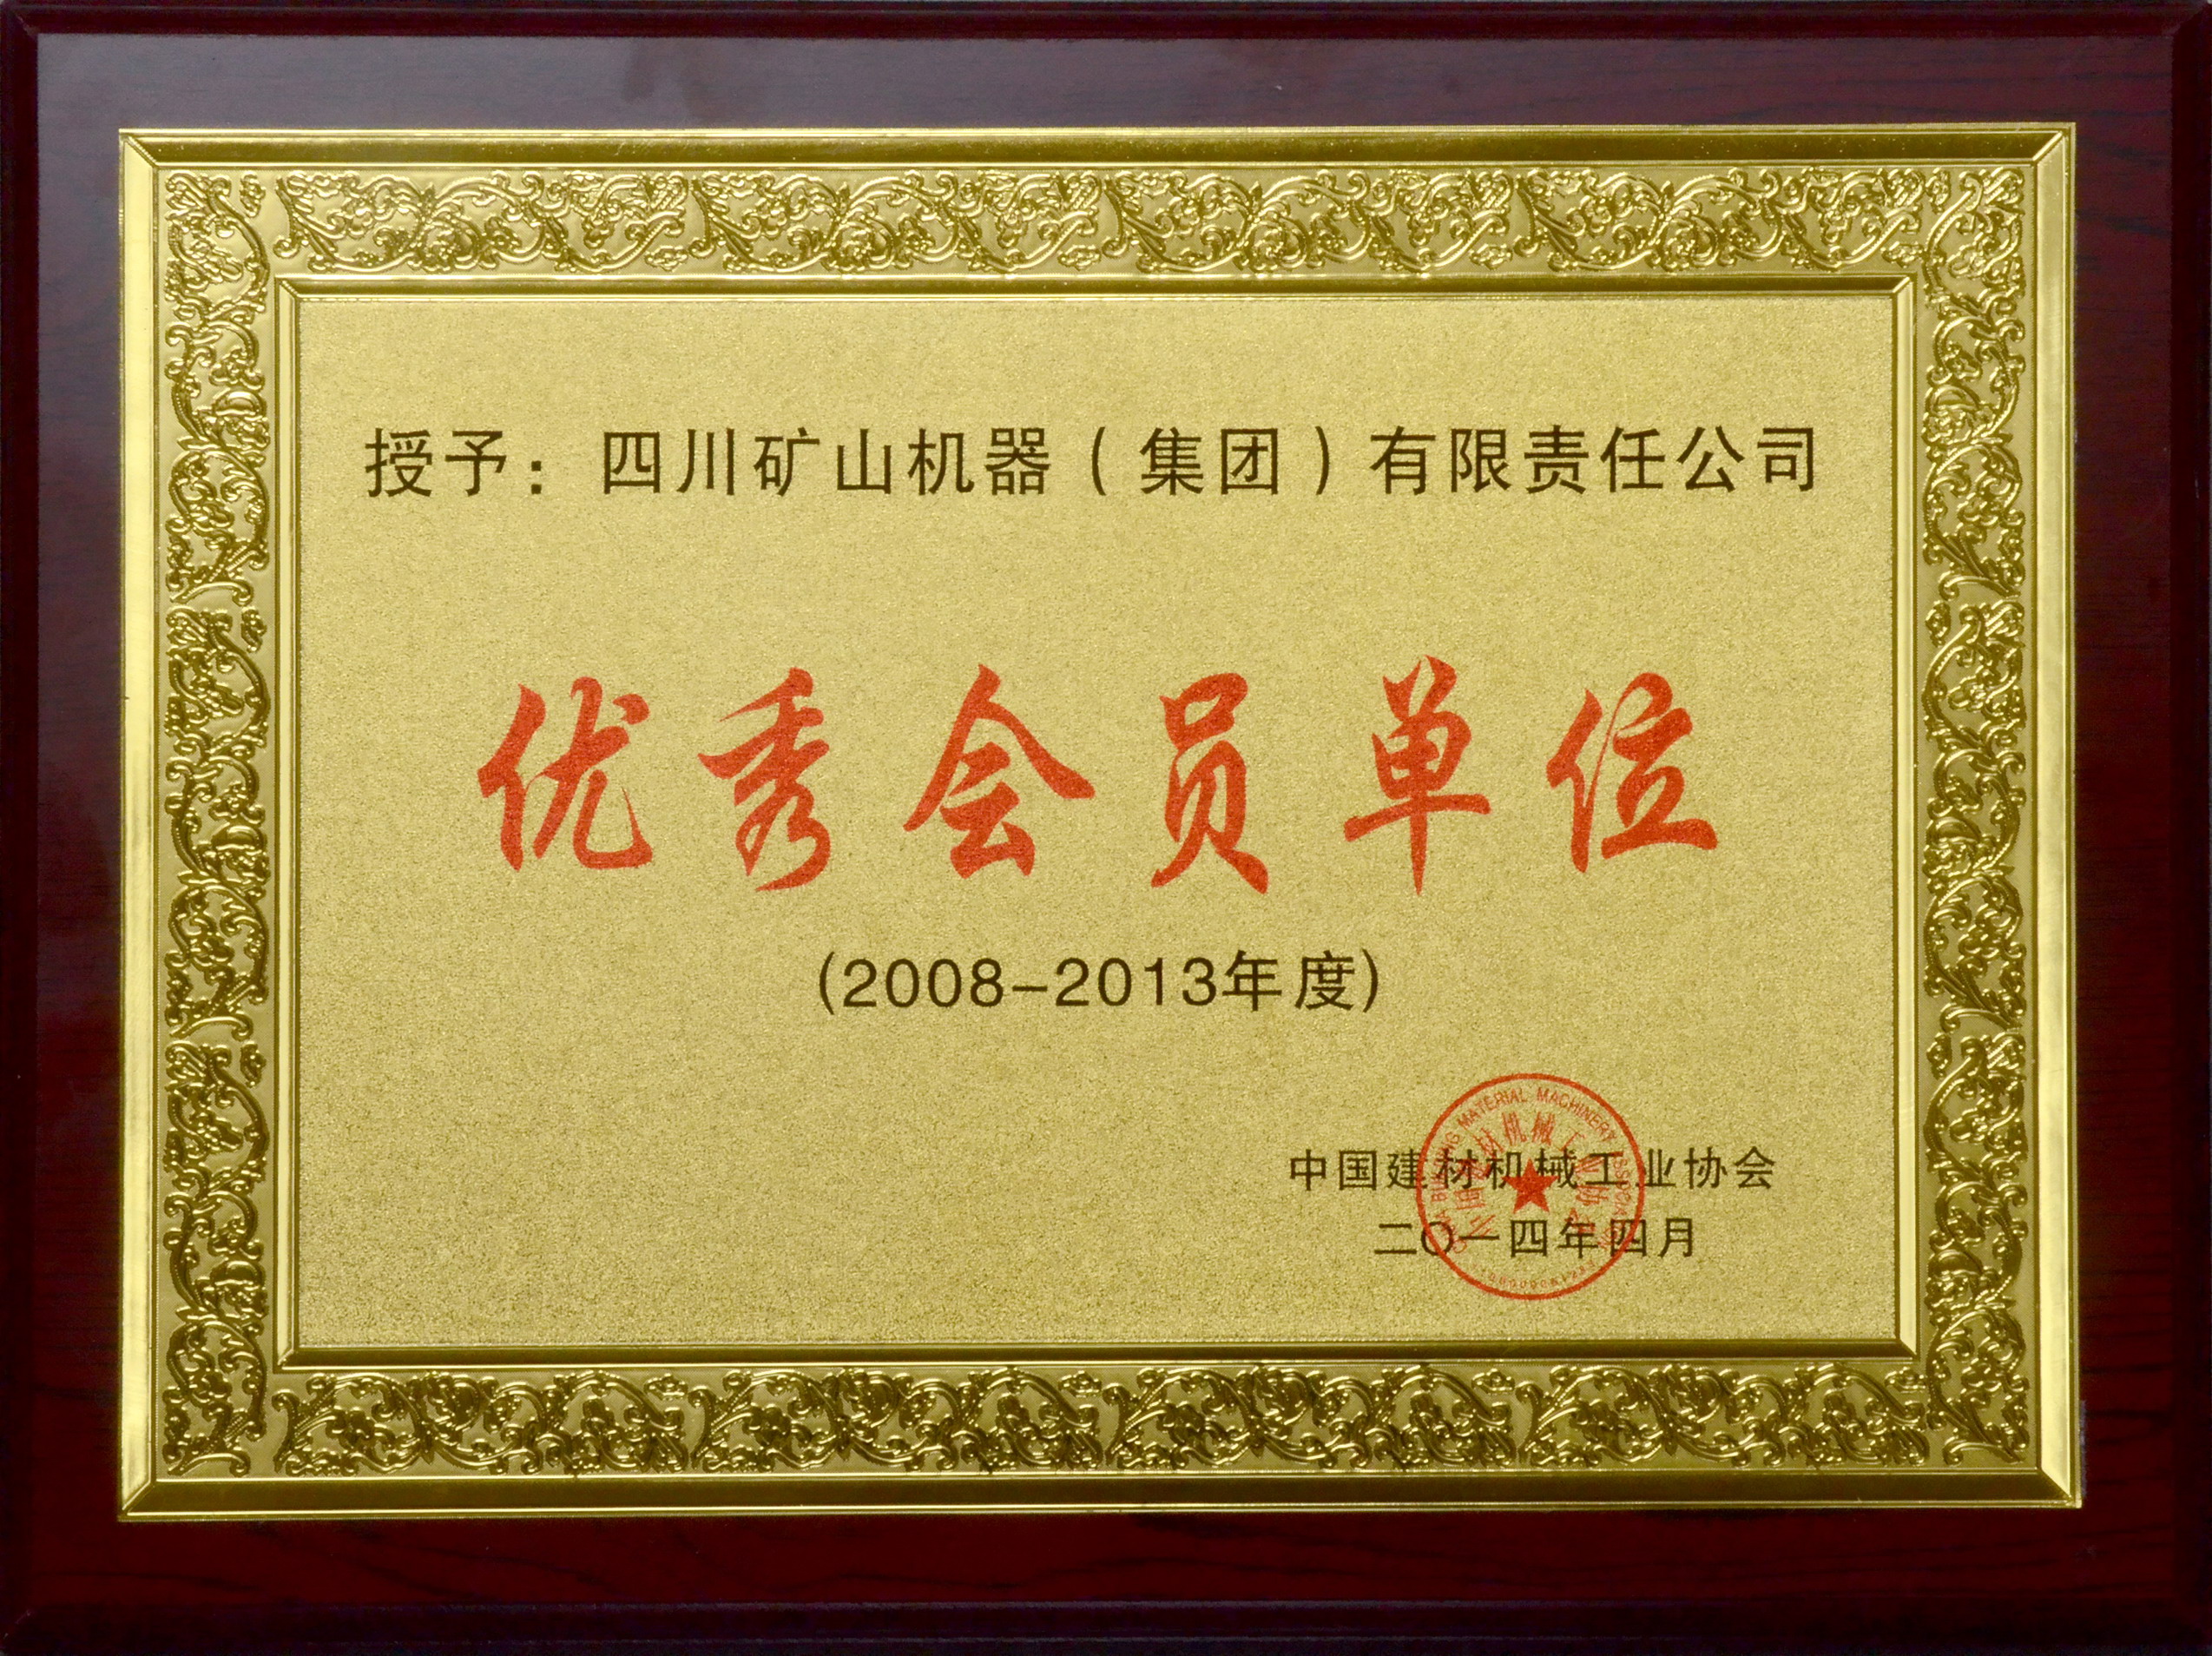 授予：四川矿山机器（集团）有限责任公司
优秀会员单位
(2008-2013年度)
中国建材机械工业协会
二〇一四年四月
MATERIAL MACHINERY